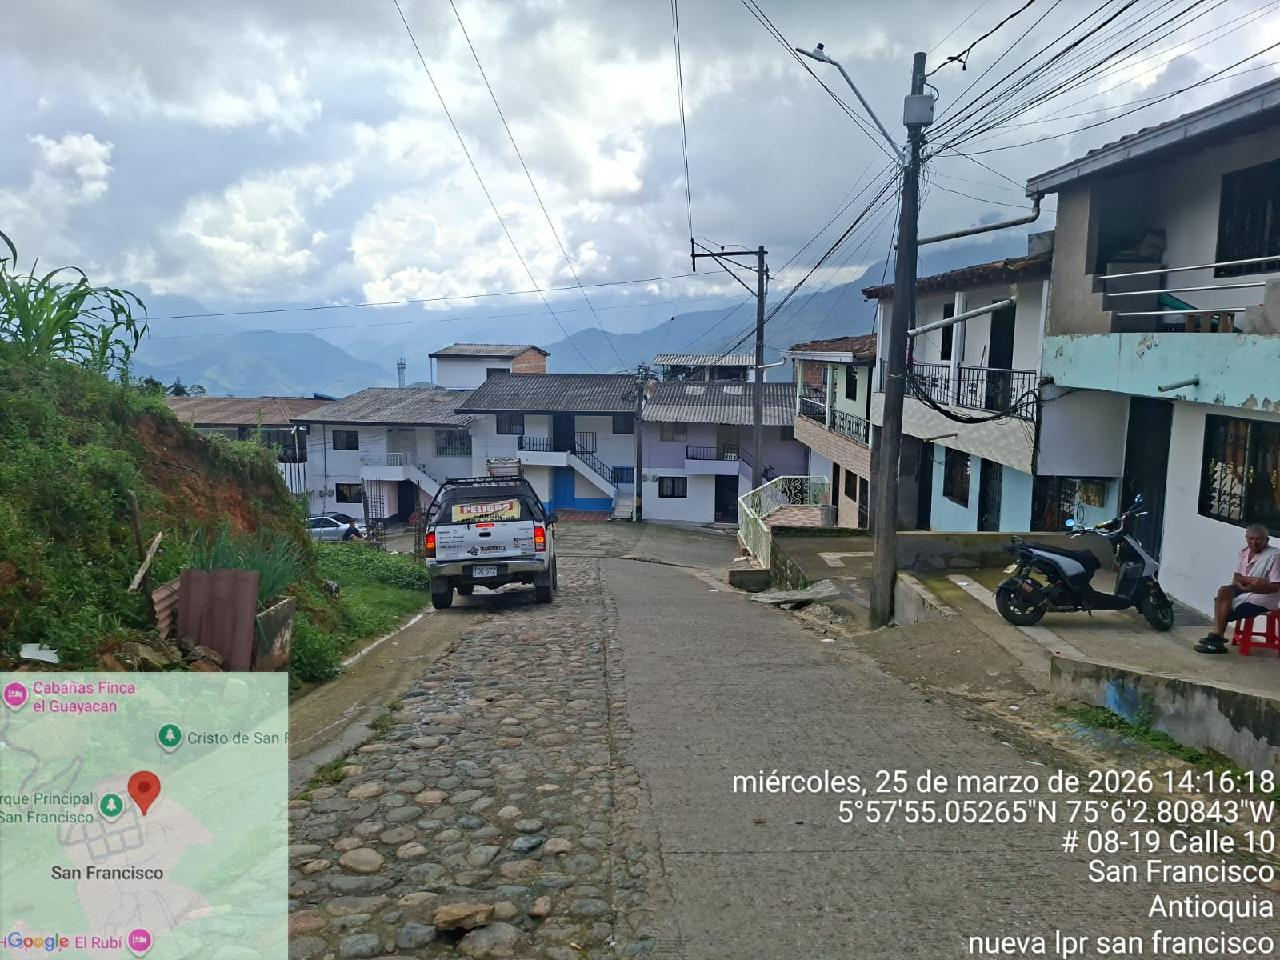 PELIGRO
Cabañas Finca
el Guayacan
Cristo de San F
rque Principal
San Francisco
San Francisco
El Rubí
Google
miércoles, 25 de marzo de 2026 14:16:18
5°57'55.05265"N 75°6'2.80843"W
# 08-19 Calle 10
San Francisco
Antioquia
nueva lpr san francisco